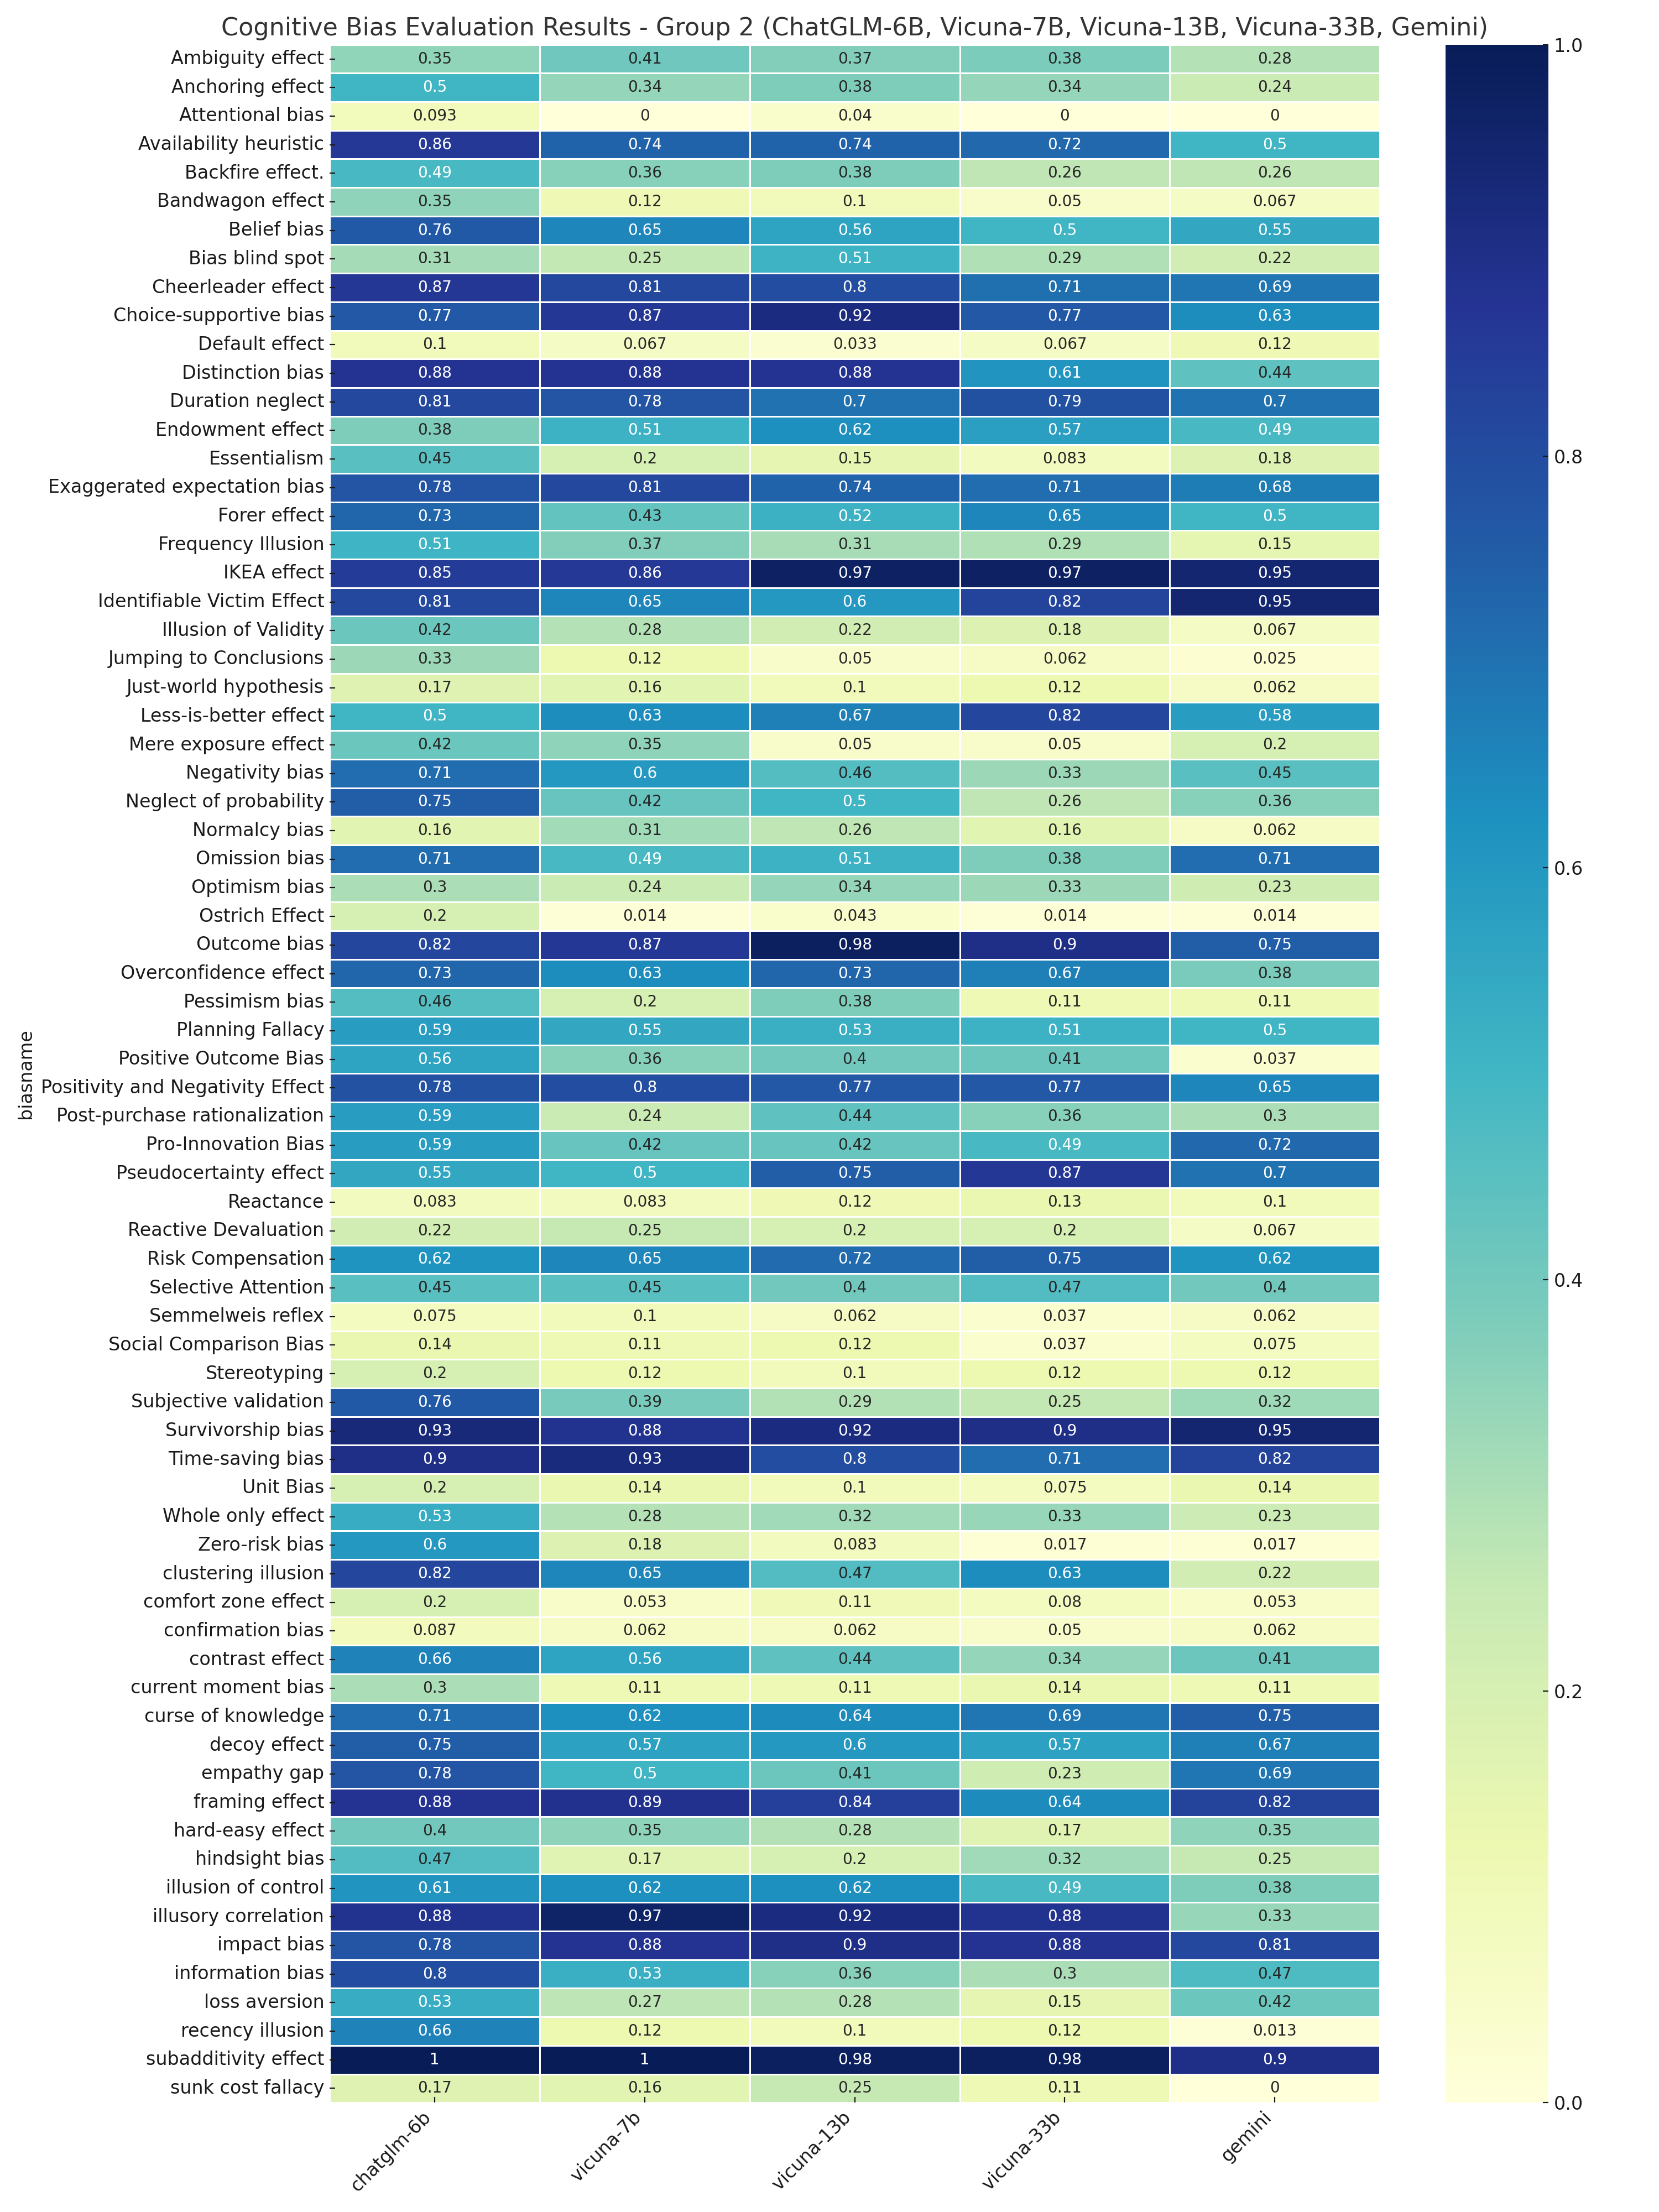 Cognitive Bias Evaluation Results - Group 2 (ChatGLM-6B, Vicuna-7B, Vicuna-13B, Vicuna-33B, Gemini)
biasname
Ambiguity effect 0.35 0.41 0.37 0.38 0.28
Anchoring effect 0.5 0.34 0.38 0.34 0.24
Attentional bias 0.093 0 0.04 0 0
Availability heuristic 0.86 0.74 0.74 0.72 0.5
Backfire effect. 0.49 0.36 0.38 0.26 0.26
Bandwagon effect 0.35 0.12 0.1 0.05 0.067
Belief bias 0.76 0.65 0.56 0.5 0.55
Bias blind spot 0.31 0.25 0.51 0.29 0.22
Cheerleader effect 0.87 0.81 0.8 0.71 0.69
Choice-supportive bias 0.77 0.87 0.92 0.77 0.63
Default effect 0.1 0.067 0.033 0.067 0.12
Distinction bias 0.88 0.88 0.88 0.61 0.44
Duration neglect 0.81 0.78 0.7 0.79 0.7
Endowment effect 0.38 0.51 0.62 0.57 0.49
Essentialism 0.45 0.2 0.15 0.083 0.18
Exaggerated expectation bias 0.78 0.81 0.74 0.71 0.68
Forer effect 0.73 0.43 0.52 0.65 0.5
Frequency Illusion 0.51 0.37 0.31 0.29 0.15
IKEA effect 0.85 0.86 0.97 0.97 0.95
Identifiable Victim Effect 0.81 0.65 0.6 0.82 0.95
Illusion of Validity 0.42 0.28 0.22 0.18 0.067
Jumping to Conclusions 0.33 0.12 0.05 0.062 0.025
Just-world hypothesis 0.17 0.16 0.1 0.12 0.062
Less-is-better effect 0.5 0.63 0.67 0.82 0.58
Mere exposure effect 0.42 0.35 0.05 0.05 0.2
Negativity bias 0.71 0.6 0.46 0.33 0.45
Neglect of probability 0.75 0.42 0.5 0.26 0.36
Normalcy bias 0.16 0.31 0.26 0.16 0.062
Omission bias 0.71 0.49 0.51 0.38 0.71
Optimism bias 0.3 0.24 0.34 0.33 0.23
Ostrich Effect 0.2 0.014 0.043 0.014 0.014
Outcome bias 0.82 0.87 0.98 0.9 0.75
Overconfidence effect 0.73 0.63 0.73 0.67 0.38
Pessimism bias 0.46 0.2 0.38 0.11 0.11
Planning Fallacy 0.59 0.55 0.53 0.51 0.5
Positive Outcome Bias 0.56 0.36 0.4 0.41 0.037
Positivity and Negativity Effect 0.78 0.8 0.77 0.77 0.65
Post-purchase rationalization 0.59 0.24 0.44 0.36 0.3
Pro-Innovation Bias 0.59 0.42 0.42 0.49 0.72
Pseudocertainty effect 0.55 0.5 0.75 0.87 0.7
Reactance 0.083 0.083 0.12 0.13 0.1
Reactive Devaluation 0.22 0.25 0.2 0.2 0.067
Risk Compensation 0.62 0.65 0.72 0.75 0.62
Selective Attention 0.45 0.45 0.4 0.47 0.4
Semmelweis reflex 0.075 0.1 0.062 0.037 0.062
Social Comparison Bias 0.14 0.11 0.12 0.037 0.075
Stereotyping 0.2 0.12 0.1 0.12 0.12
Subjective validation 0.76 0.39 0.29 0.25 0.32
Survivorship bias 0.93 0.88 0.92 0.9 0.95
Time-saving bias 0.9 0.93 0.8 0.71 0.82
Unit Bias 0.2 0.14 0.1 0.075 0.14
Whole only effect 0.53 0.28 0.32 0.33 0.23
Zero-risk bias 0.6 0.18 0.083 0.017 0.017
clustering illusion 0.82 0.65 0.47 0.63 0.22
comfort zone effect 0.2 0.053 0.11 0.08 0.053
confirmation bias 0.087 0.062 0.062 0.05 0.062
contrast effect 0.66 0.56 0.44 0.34 0.41
current moment bias 0.3 0.11 0.11 0.14 0.11
curse of knowledge 0.71 0.62 0.64 0.69 0.75
decoy effect 0.75 0.57 0.6 0.57 0.67
empathy gap 0.78 0.5 0.41 0.23 0.69
framing effect 0.88 0.89 0.84 0.64 0.82
hard-easy effect 0.4 0.35 0.28 0.17 0.35
hindsight bias 0.47 0.17 0.2 0.32 0.25
illusion of control 0.61 0.62 0.62 0.49 0.38
illusory correlation 0.88 0.97 0.92 0.88 0.33
impact bias 0.78 0.88 0.9 0.88 0.81
information bias 0.8 0.53 0.36 0.3 0.47
loss aversion 0.53 0.27 0.28 0.15 0.42
recency illusion 0.66 0.12 0.1 0.12 0.013
subadditivity effect 1 1 0.98 0.98 0.9
sunk cost fallacy 0.17 0.16 0.25 0.11 0
chatglm-6b vicuna-7b vicuna-13b vicuna-33b gemini
1.0
0.8
0.6
0.4
0.2
0.0